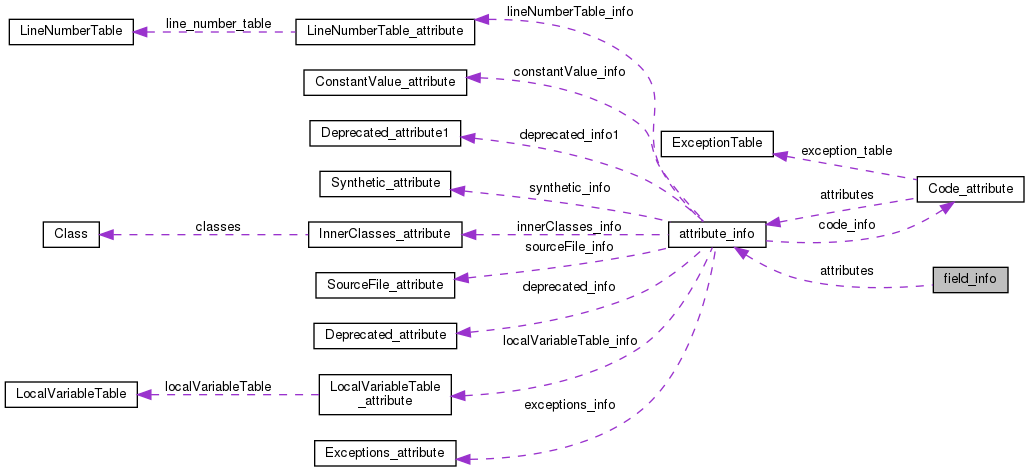 lineNumberTable_info
line_number_table
LineNumberTable
LineNumberTable_attribute
constantValue_info
ConstantValue_attribute
Deprecated_attribute1
deprecated_info1
ExceptionTable
exception_table
Synthetic_attribute
synthetic_info
attributes
Code_attribute
Class
classes
InnerClasses_attribute
innerClasses_info
attribute_info
code_info
sourceFile_info
SourceFile_attribute
deprecated_info
attributes
field_info
Deprecated_attribute
localVariableTable_info
LocalVariableTable
localVariableTable
LocalVariableTable
_attribute
exceptions_info
Exceptions_attribute